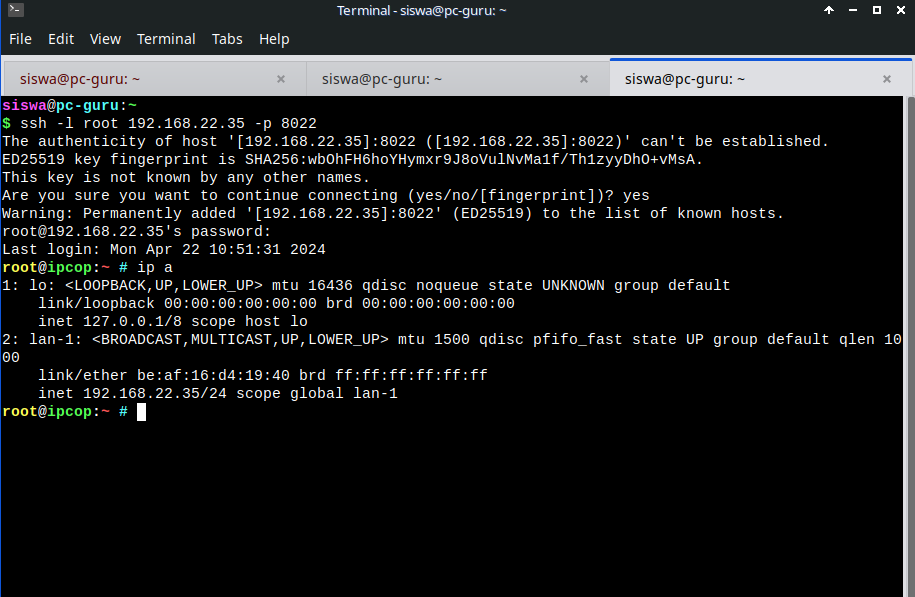 Terminal - siswa@pc-guru: ~
File Edit View Terminal Tabs Help
siswa@pc-guru: ~ siswa@pc-guru: ~ siswa@pc-guru: ~
siswa@pc-guru:~
$ ssh -l root 192.168.22.35 -p 8022
The authenticity of host '[192.168.22.35]:8022 ([192.168.22.35]:8022)' can't be established.
ED25519 key fingerprint is SHA256:wbOhFH6hoYHymxr9J8oVulNvMa1f/Th1zyyDhO+vMsA.
This key is not known by any other names.
Are you sure you want to continue connecting (yes/no/[fingerprint])? yes
Warning: Permanently added '[192.168.22.35]:8022' (ED25519) to the list of known hosts.
root@192.168.22.35's password:
Last login: Mon Apr 22 10:51:31 2024
root@ipcop:~ # ip a
1: lo: <LOOPBACK,UP,LOWER_UP> mtu 16436 qdisc noqueue state UNKNOWN group default
    link/loopback 00:00:00:00:00:00 brd 00:00:00:00:00:00
    inet 127.0.0.1/8 scope host lo
2: lan-1: <BROADCAST,MULTICAST,UP,LOWER_UP> mtu 1500 qdisc pfifo_fast state UP group default qlen 10
00
    link/ether be:af:16:d4:19:40 brd ff:ff:ff:ff:ff:ff
    inet 192.168.22.35/24 scope global lan-1
root@ipcop:~ #